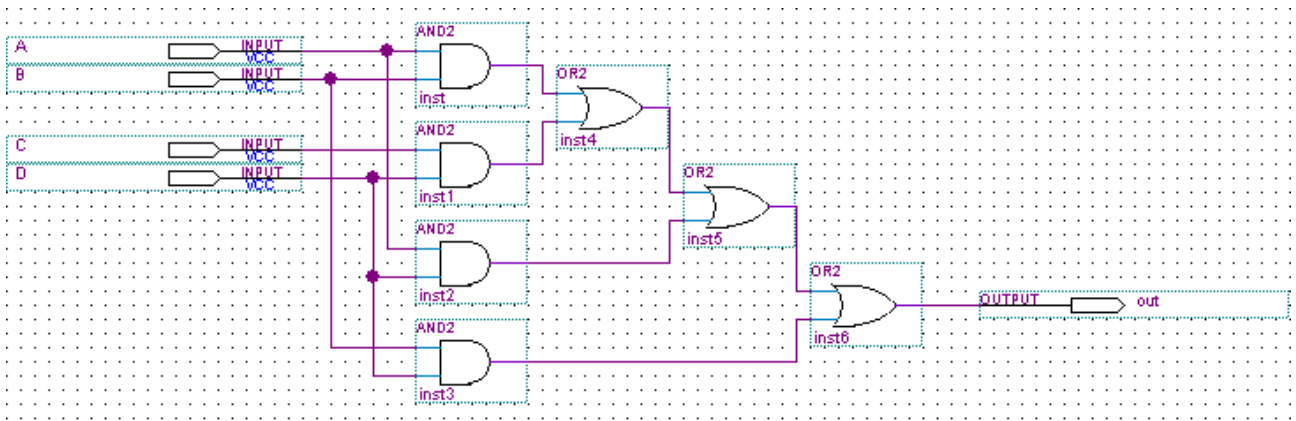 A INPUT
VCC
B INPUT
VCC
C INPUT
VCC
D INPUT
VCC
AND2
inst
OR2
inst4
AND2
inst1
OR2
inst5
AND2
inst2
OR2
inst6
OUTPUT out
AND2
inst3